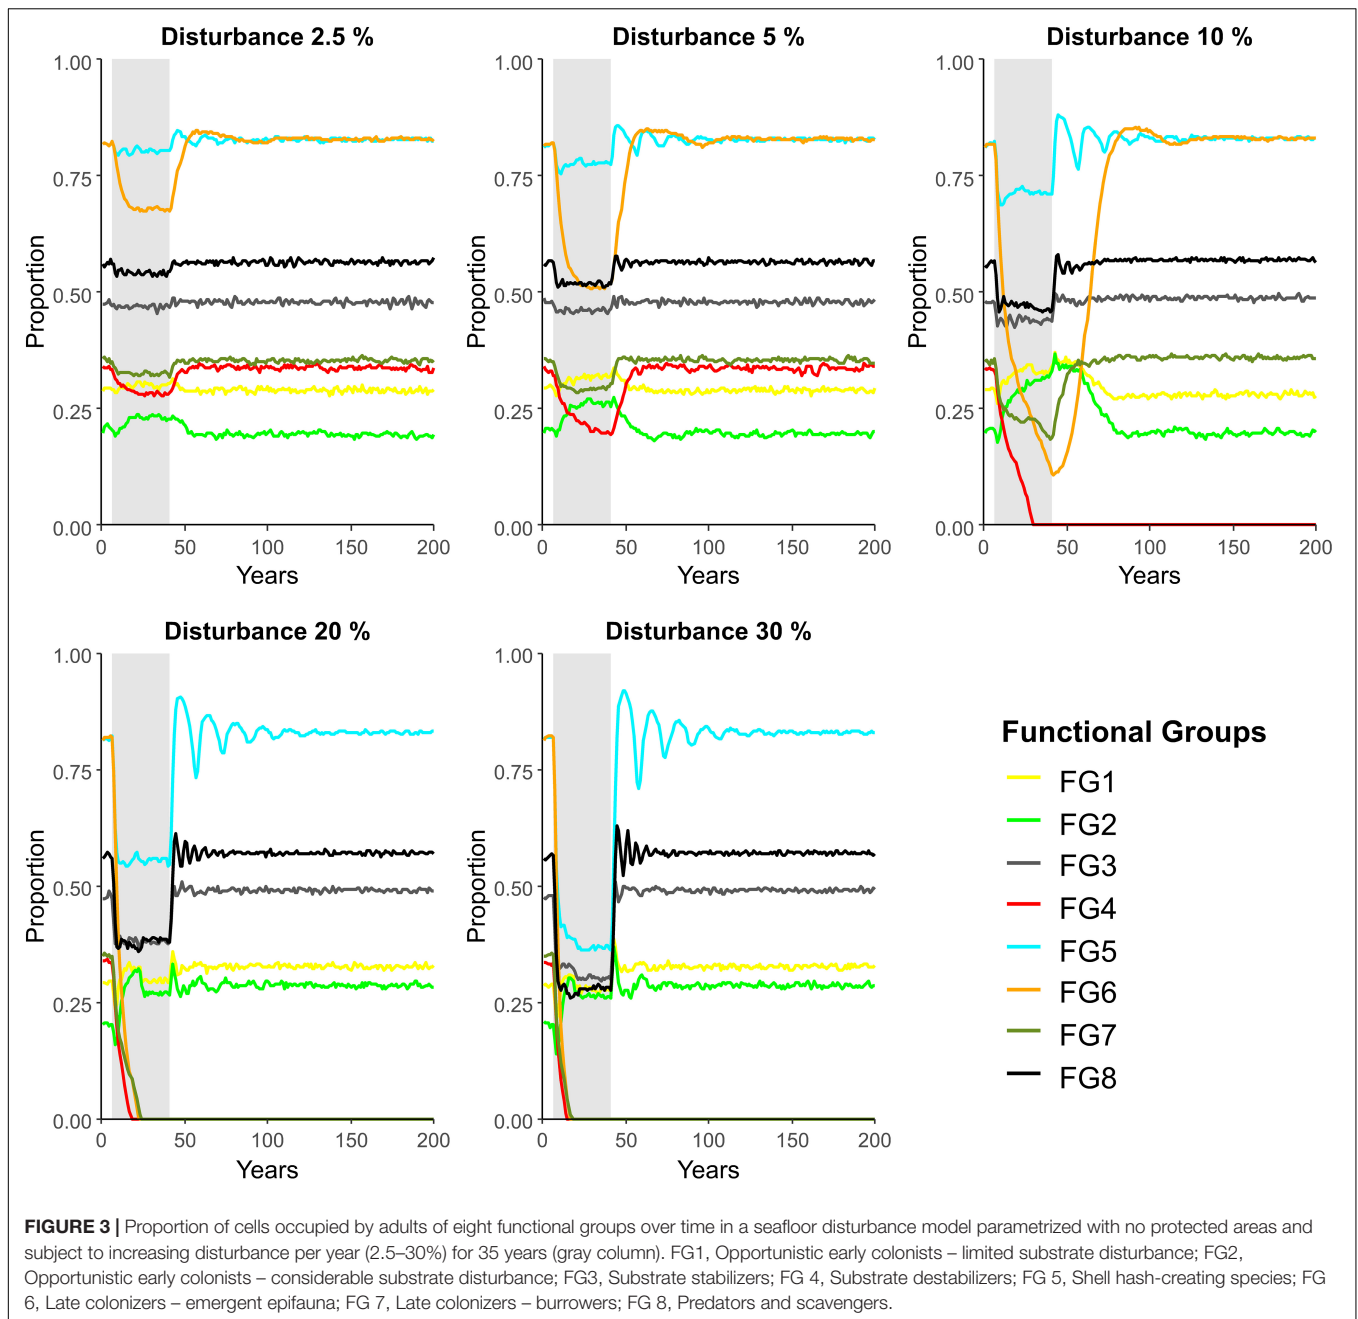 Disturbance 2.5 %
Disturbance 5 %
Disturbance 10 %
1.00
0.75
0.50
0.25
0.00
Proportion
0
50
100
150
200
Years
1.00
0.75
0.50
0.25
0.00
Proportion
0
50
100
150
200
Years
1.00
0.75
0.50
0.25
0.00
Proportion
0
50
100
150
200
Years
Disturbance 20 %
Disturbance 30 %
1.00
0.75
0.50
0.25
0.00
Proportion
0
50
100
150
200
Years
1.00
0.75
0.50
0.25
0.00
Proportion
0
50
100
150
200
Years
Functional Groups
FG1
FG2
FG3
FG4
FG5
FG6
FG7
FG8
FIGURE 3 | Proportion of cells occupied by adults of eight functional groups over time in a seafloor disturbance model parametrized with no protected areas and
subject to increasing disturbance per year (2.5–30%) for 35 years (gray column). FG1, Opportunistic early colonists – limited substrate disturbance; FG2,
Opportunistic early colonists – considerable substrate disturbance; FG3, Substrate stabilizers; FG 4, Substrate destabilizers; FG 5, Shell hash-creating species; FG
6, Late colonizers – emergent epifauna; FG 7, Late colonizers – burrowers; FG 8, Predators and scavengers.